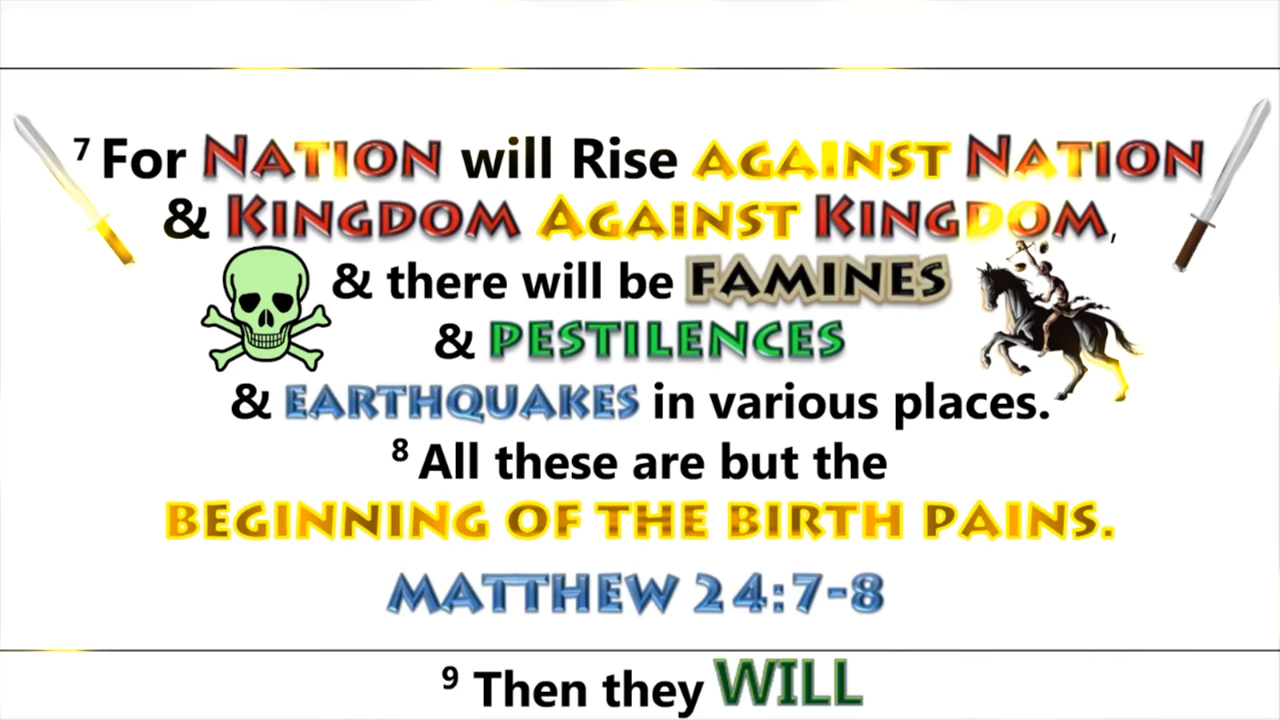 7 For Nation will Rise against Nation
& Kingdom Against Kingdom,
& there will be FAMINES
& PESTILENCES
& EARTHQUAKES in various places.
8 All these are but the
BEGINNING OF THE BIRTH PAINS.
MATTHEW 24:7-8
9 Then they WILL